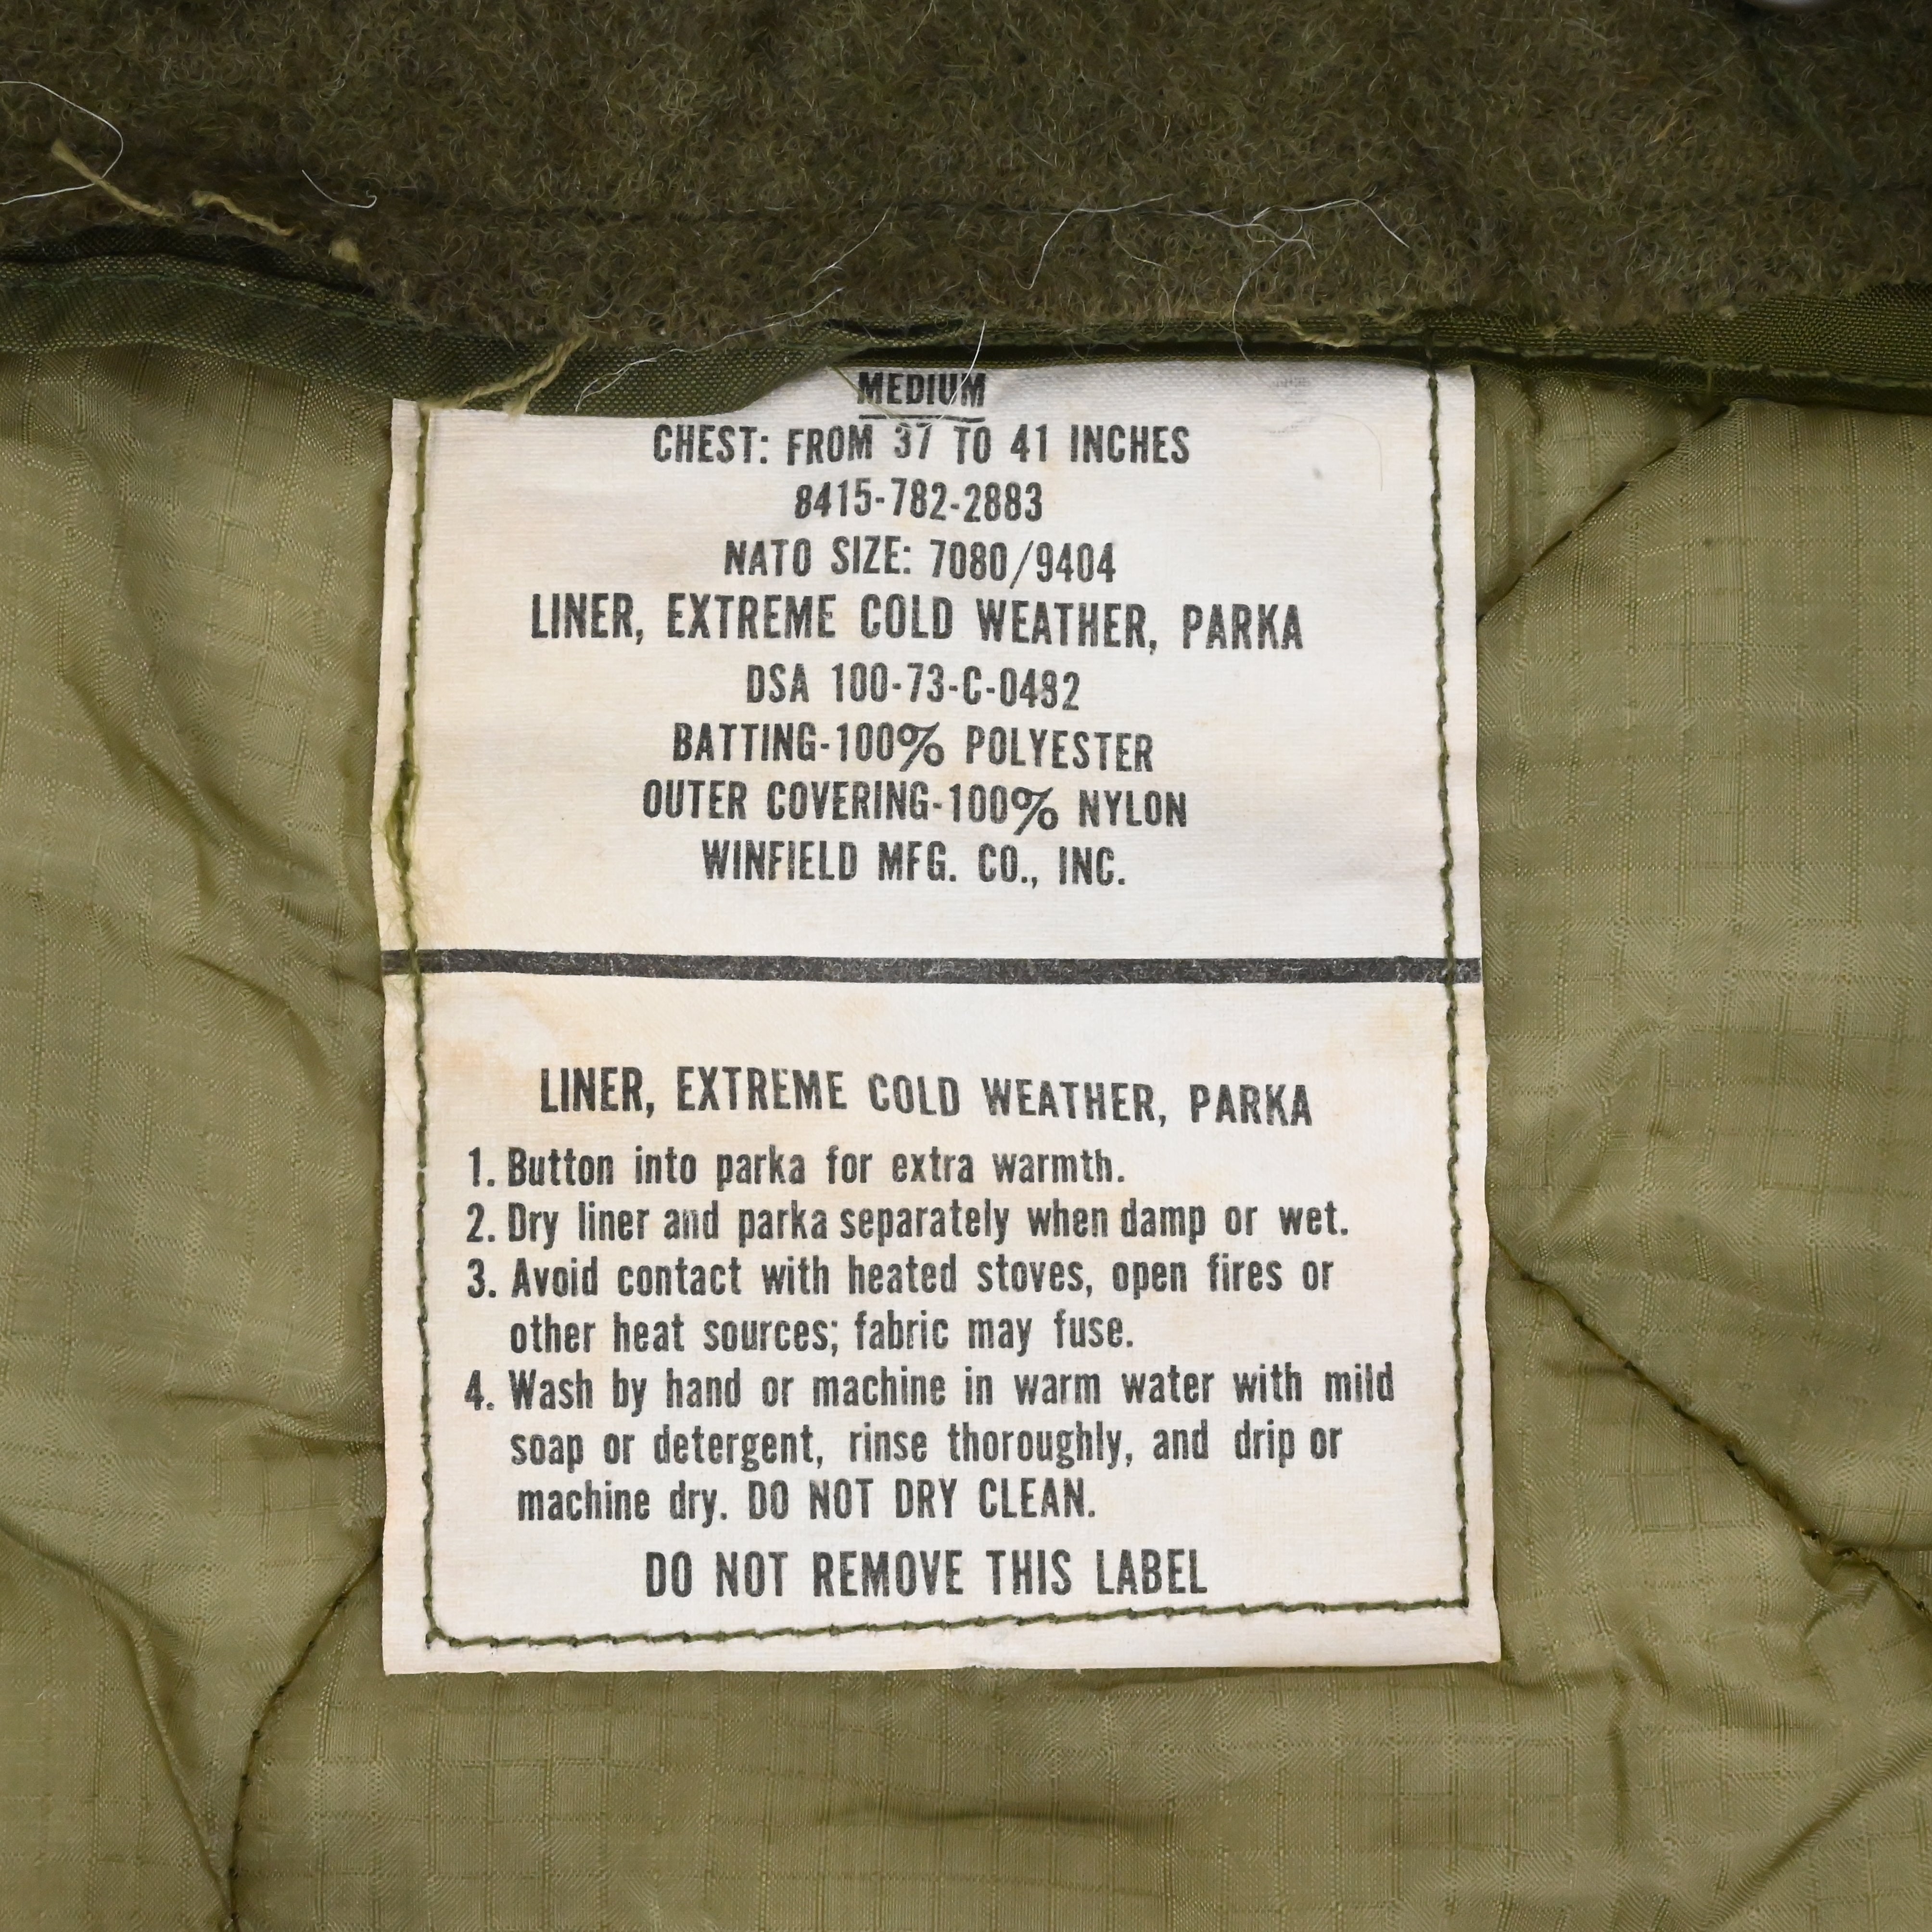 MEDIUM
CHEST: FROM 37 TO 41 INCHES
8415-782-2883
NATO SIZE: 7080/9404
LINER, EXTREME COLD WEATHER, PARKA
DSA 100-73-C-0482
BATTING-100% POLYESTER
OUTER COVERING-100% NYLON
WINFIELD MFG. CO., INC.
LINER, EXTREME COLD WEATHER, PARKA
1. Button into parka for extra warmth.
2. Dry liner and parka separately when damp or wet.
3. Avoid contact with heated stoves, open fires or
other heat sources; fabric may fuse.
4. Wash by hand or machine in warm water with mild
soap or detergent, rinse thoroughly, and drip or
machine dry. DO NOT DRY CLEAN.
DO NOT REMOVE THIS LABEL